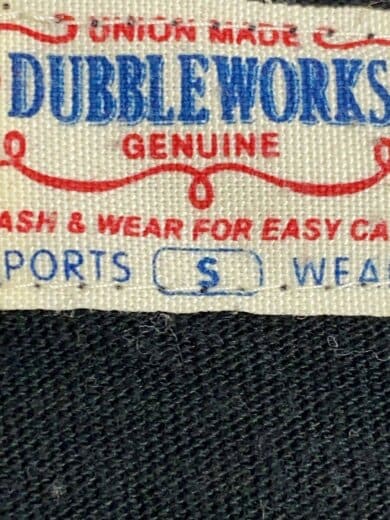 UNION MADE
DUBBLEWORKS
GENUINE
ASH & WEAR FOR EASY CA
PORTS S WEA